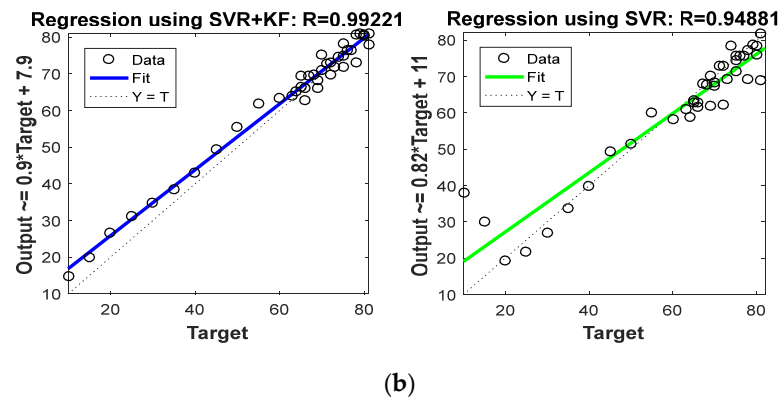 Regression using SVR+KF: R=0.99221
Output ~= 0.9*Target + 7.9
80
70
60
50
40
30
20
10
Data
Fit
Y = T
20
40
60
80
Target
Regression using SVR: R=0.94881
Output ~= 0.82*Target + 11
80
70
60
50
40
30
20
10
Data
Fit
Y = T
20
40
60
80
Target
(b)